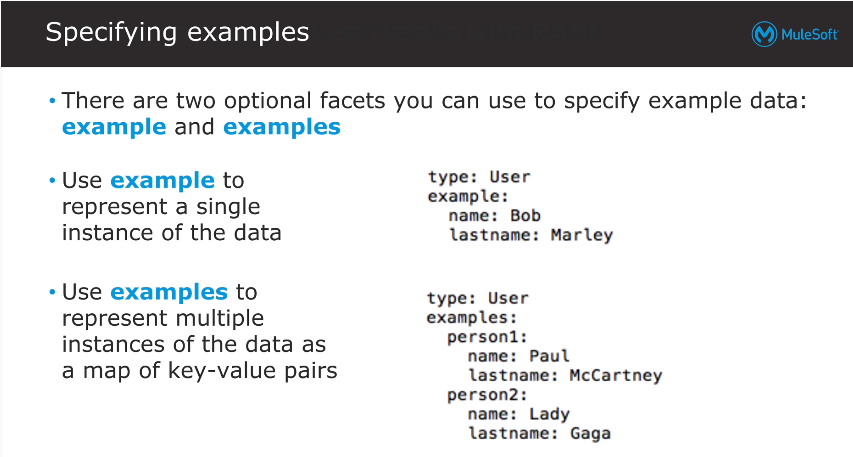 Specifying examples
MuleSoft
• There are two optional facets you can use to specify example data:
example and examples
• Use example to
represent a single
instance of the data
type: User
example:
  name: Bob
  lastname: Marley
• Use examples to
represent multiple
instances of the data as
a map of key-value pairs
type: User
examples:
  person1:
    name: Paul
    lastname: McCartney
  person2:
    name: Lady
    lastname: Gaga